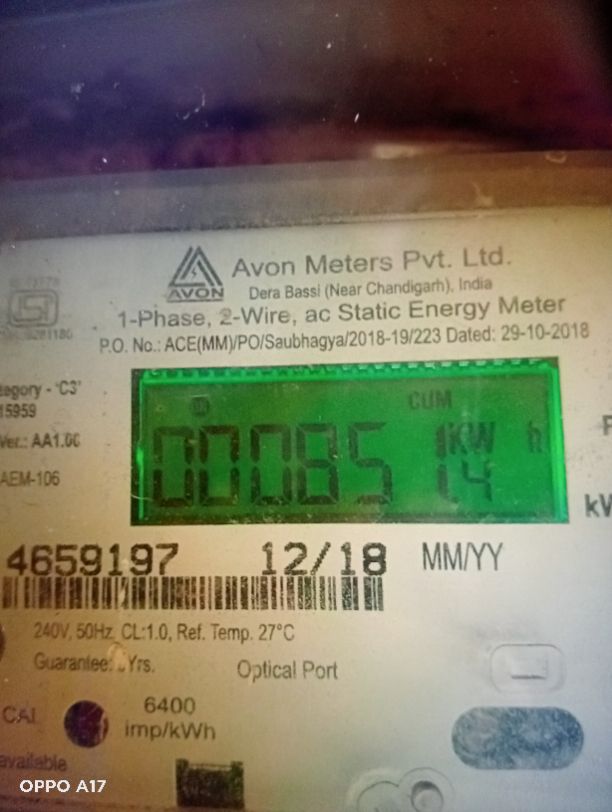 AVON
Avon Meters Pvt. Ltd.
Dera Bassi (Near Chandigarh), India
1-Phase, 2-Wire, ac Static Energy Meter
P.O. No.: ACE(MM)/PO/Saubhagya/2018-19/223 Dated: 29-10-2018
tegory - 'C3'
15959
Ver.: AA1.00
AEM-106
CUM
00085
KW h
1.4
kW
4659197 12/18 MM/YY
240V, 50Hz, CL:1.0, Ref. Temp. 27°C
Guarantee: Yrs.
Optical Port
CAL
6400
imp/kWh
available
OPPO A17